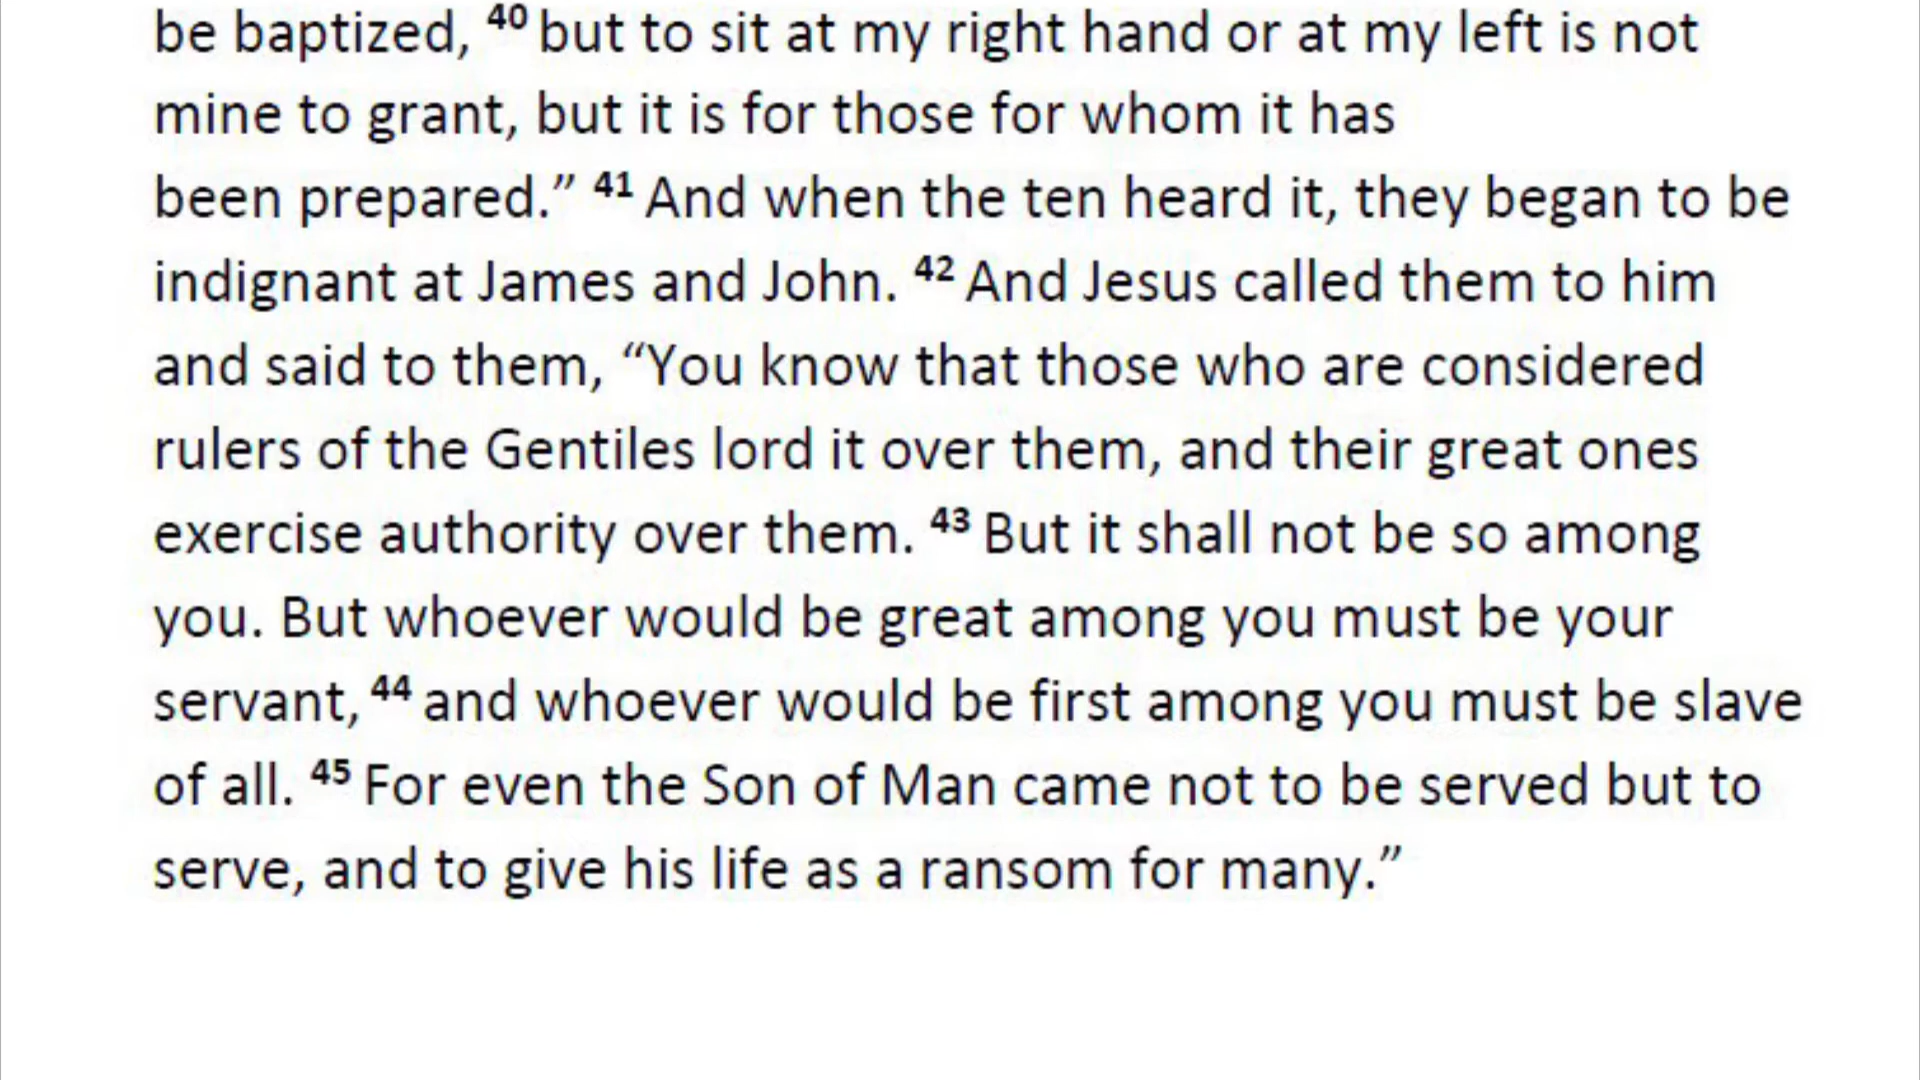 be baptized, 40 but to sit at my right hand or at my left is not
mine to grant, but it is for those for whom it has
been prepared.” 41 And when the ten heard it, they began to be
indignant at James and John. 42 And Jesus called them to him
and said to them, “You know that those who are considered
rulers of the Gentiles lord it over them, and their great ones
exercise authority over them. 43 But it shall not be so among
you. But whoever would be great among you must be your
servant, 44 and whoever would be first among you must be slave
of all. 45 For even the Son of Man came not to be served but to
serve, and to give his life as a ransom for many.”